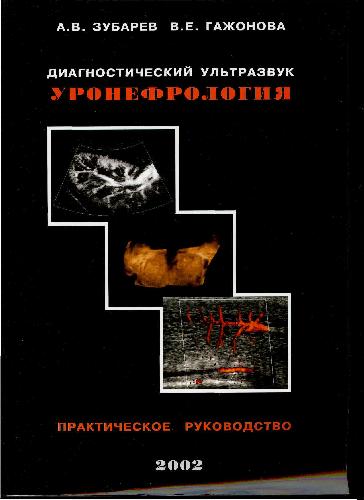 А.В. ЗУБАРЕВ В.Е. ГАЖОНОВА
ДИАГНОСТИЧЕСКИЙ УЛЬТРАЗВУК
УРОНЕФРОЛОГИЯ
ПРАКТИЧЕСКОЕ РУКОВОДСТВО
2002